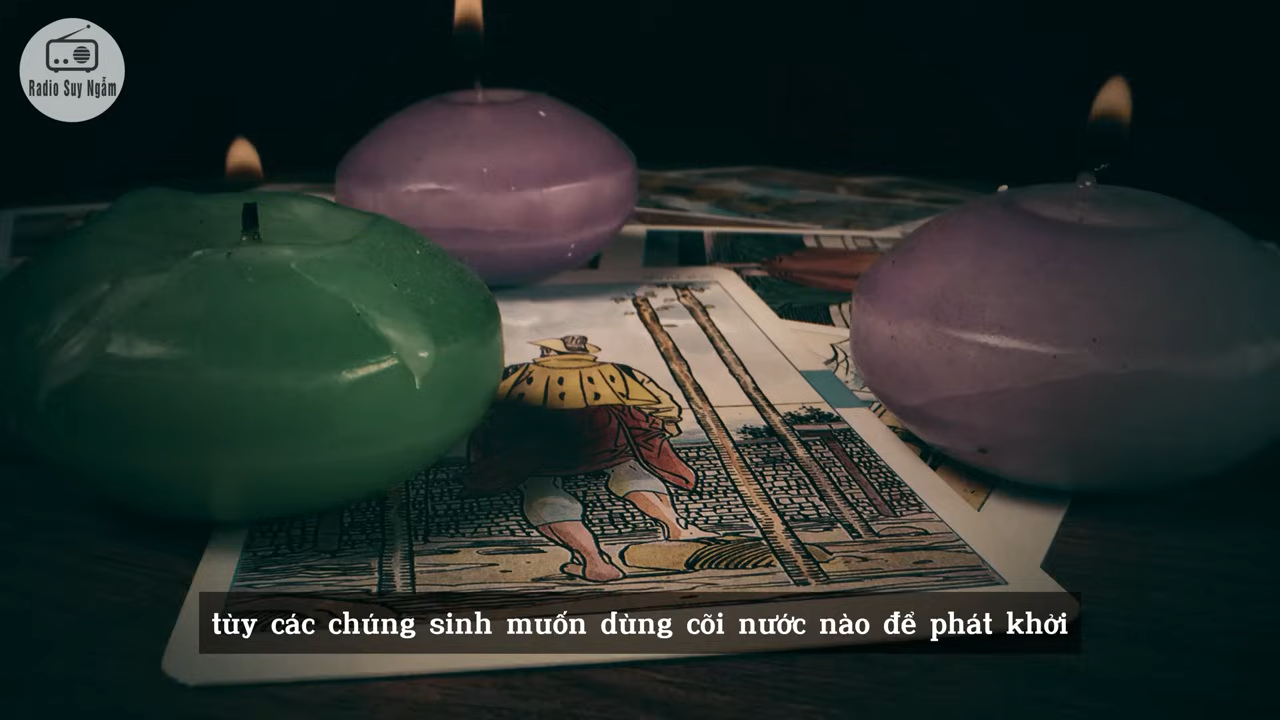 Radio Suy Ngẫm
tùy các chúng sinh muốn dùng cõi nước nào để phát khởi